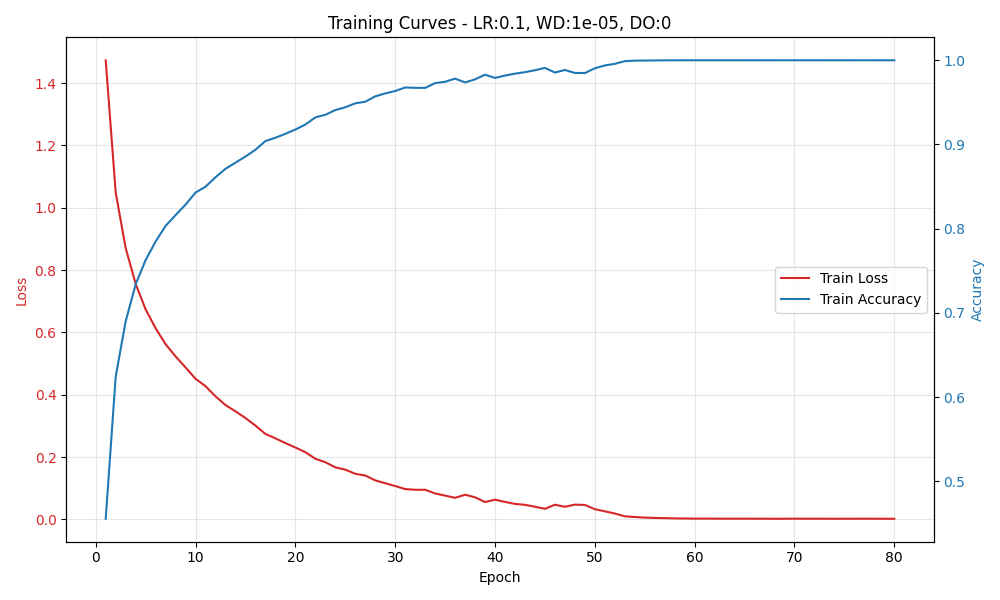 Training Curves - LR:0.1, WD:1e-05, DO:0
1.4
1.2
1.0
0.8
0.6
0.4
0.2
0.0
Loss
1.0
0.9
0.8
0.7
0.6
0.5
Accuracy
Train Loss
Train Accuracy
0 10 20 30 40 50 60 70 80
Epoch